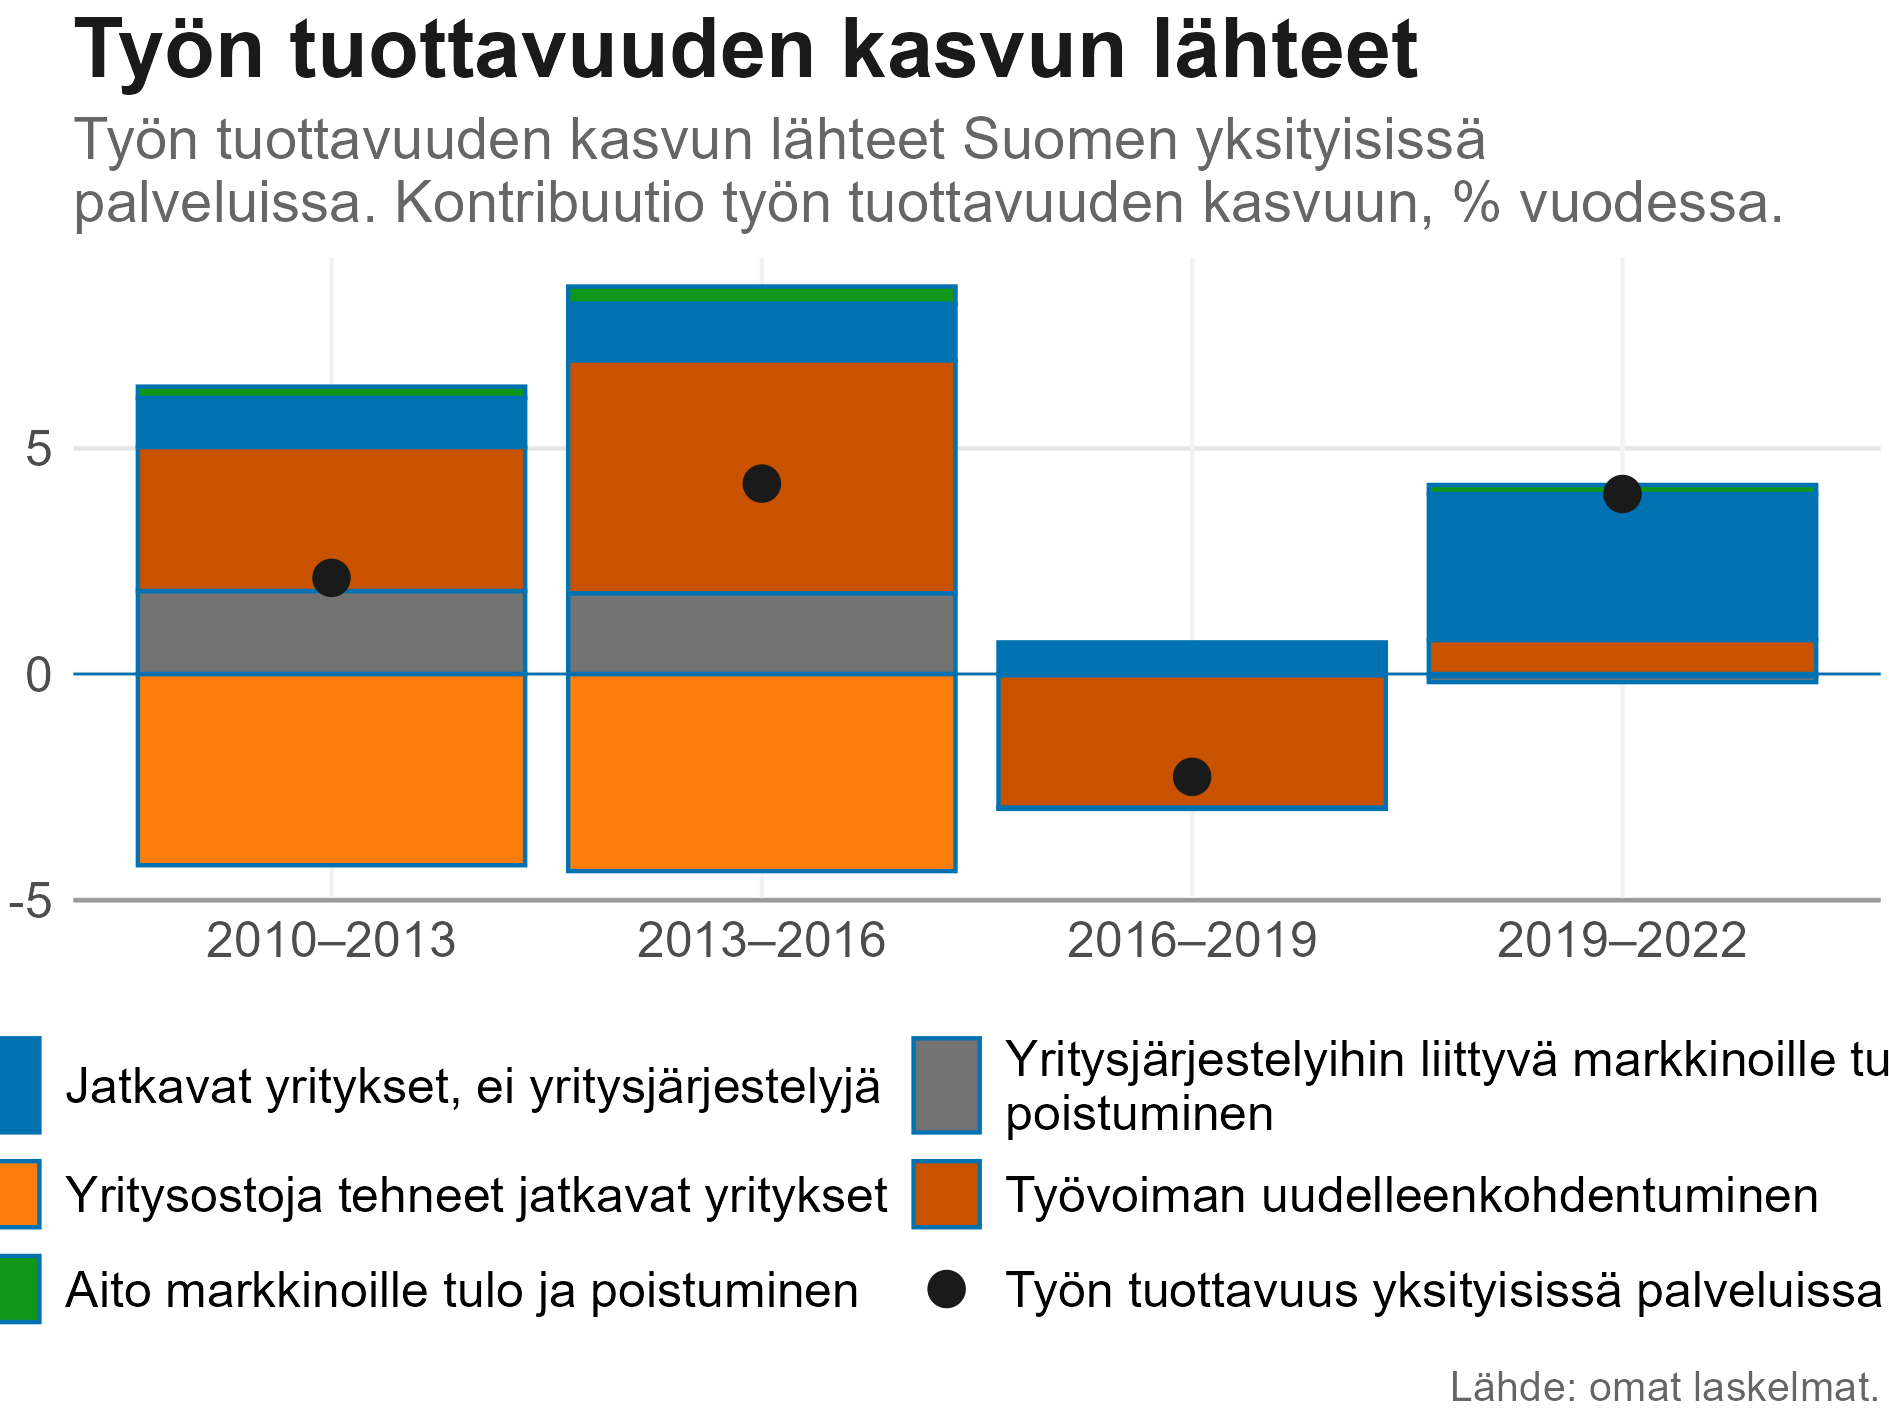 Työn tuottavuuden kasvun lähteet
Työn tuottavuuden kasvun lähteet Suomen yksityisissä
palveluissa. Kontribuutio työn tuottavuuden kasvuun, % vuodessa.
5
0
-5
2010–2013
2013–2016
2016–2019
2019–2022
Jatkavat yritykset, ei yritysjärjestelyjä
Yritysostoja tehneet jatkavat yritykset
Aito markkinoille tulo ja poistuminen
Yritysjärjestelyihin liittyvä markkinoille tu
poistuminen
Työvoiman uudelleenkohdentuminen
Työn tuottavuus yksityisissä palveluissa
Lähde: omat laskelmat.